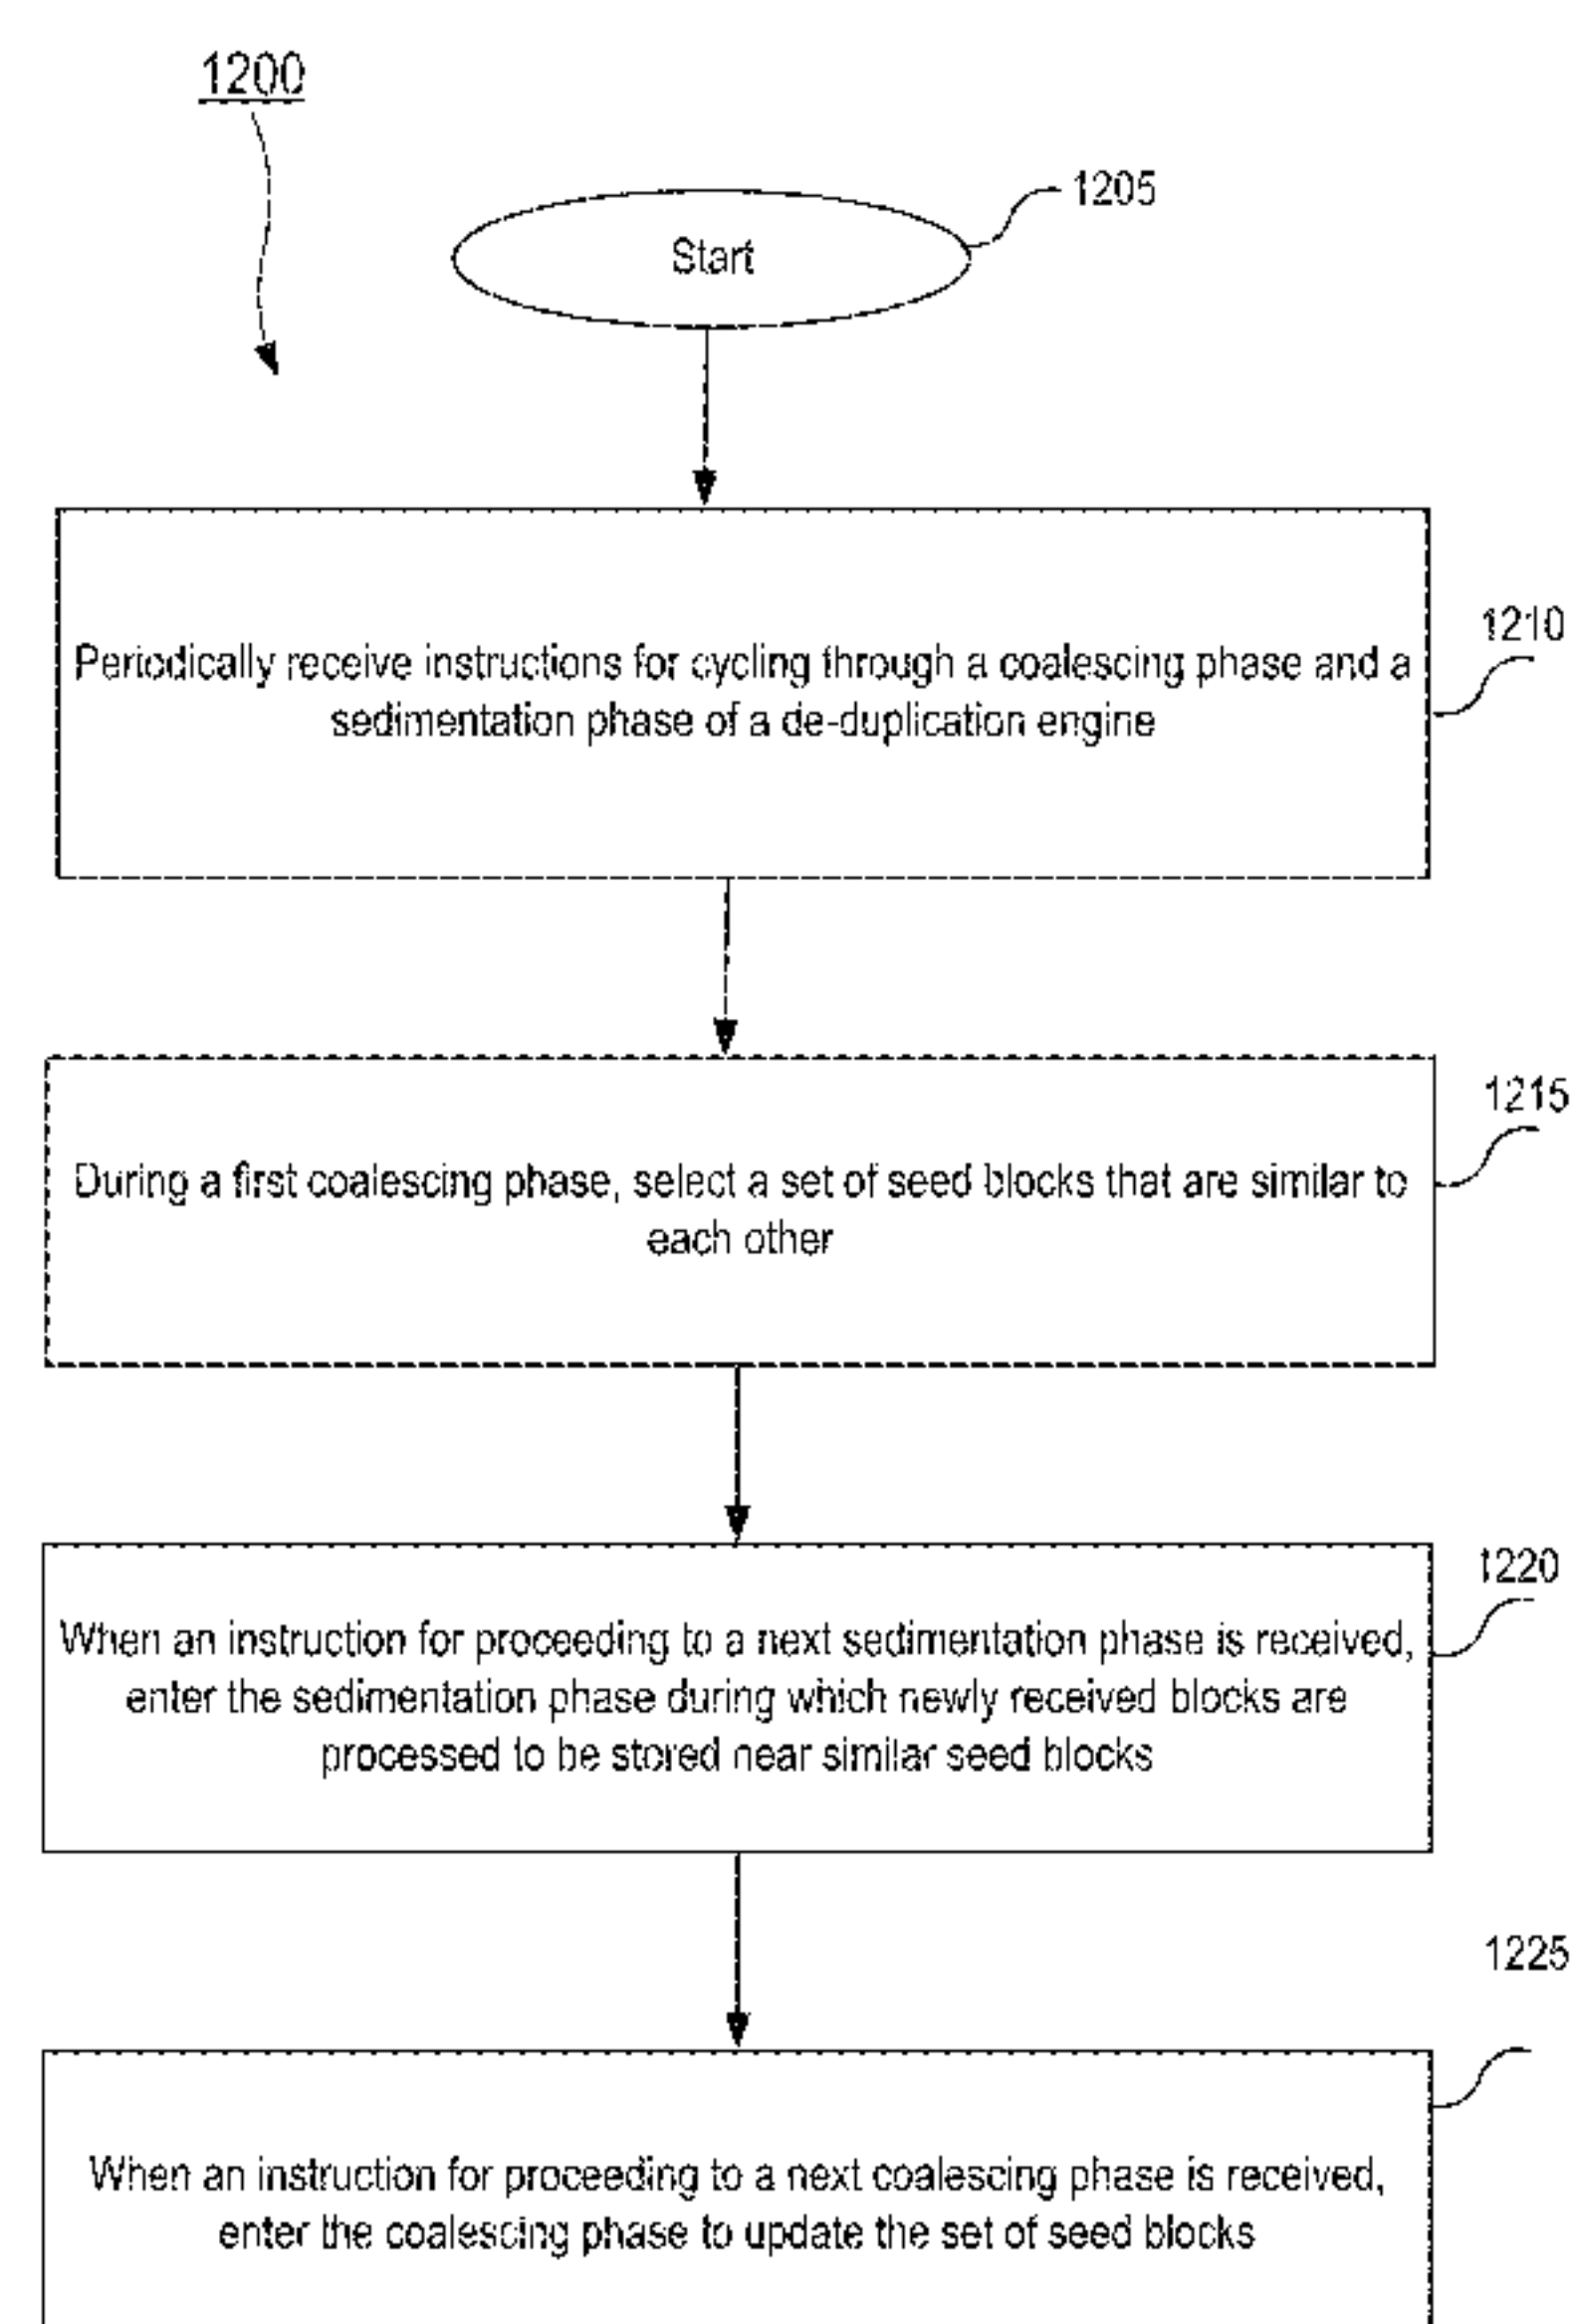 1200
1205
Start
1210
Periodically receive instructions for cycling through a coalescing phase and a
sedimentation phase of a de-duplication engine
1215
During a first coalescing phase, select a set of seed blocks that are similar to
each other
1220
When an instruction for proceeding to a next sedimentation phase is received,
enter the sedimentation phase during which newly received blocks are
processed to be stored near similar seed blocks
1225
When an instruction for proceeding to a next coalescing phase is received,
enter the coalescing phase to update the set of seed blocks